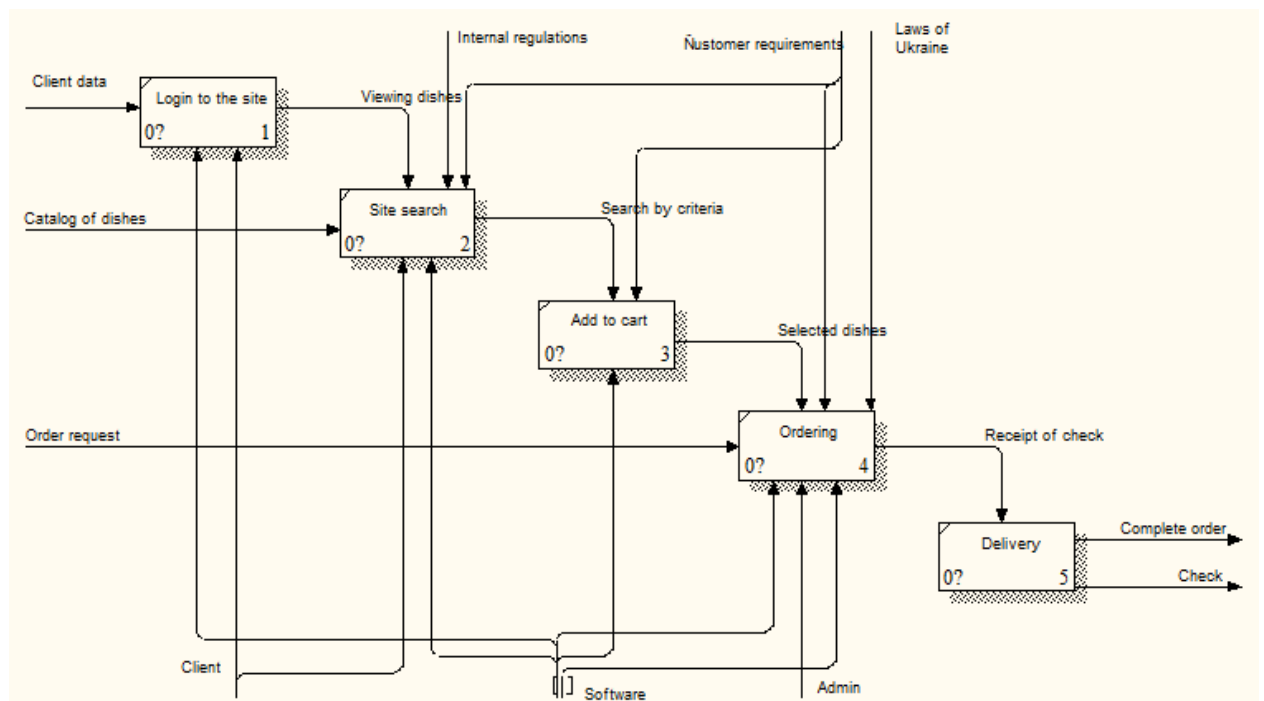 Internal regulations
Ñustomer requirements
Laws of
Ukraine
Client data
Login to the site
0? 1
Viewing dishes
Catalog of dishes
Site search
0? 2
Search by criteria
Add to cart
0? 3
Selected dishes
Order request
Ordering
0? 4
Receipt of check
Delivery
0? 5
Complete order
Check
Client
Software
Admin